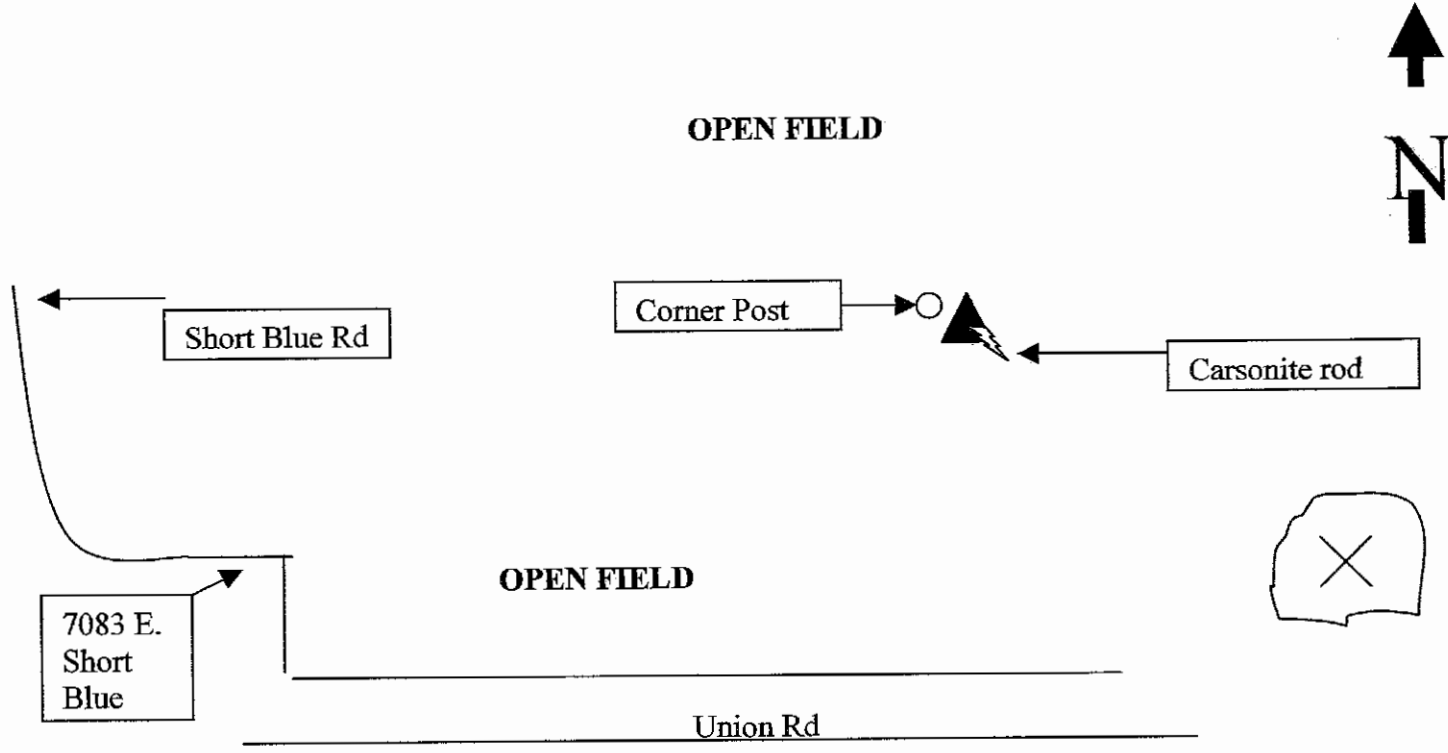 OPEN FIELD
N
Corner Post
Short Blue Rd
Carsonite rod
OPEN FIELD
7083 E.
Short
Blue
Union Rd